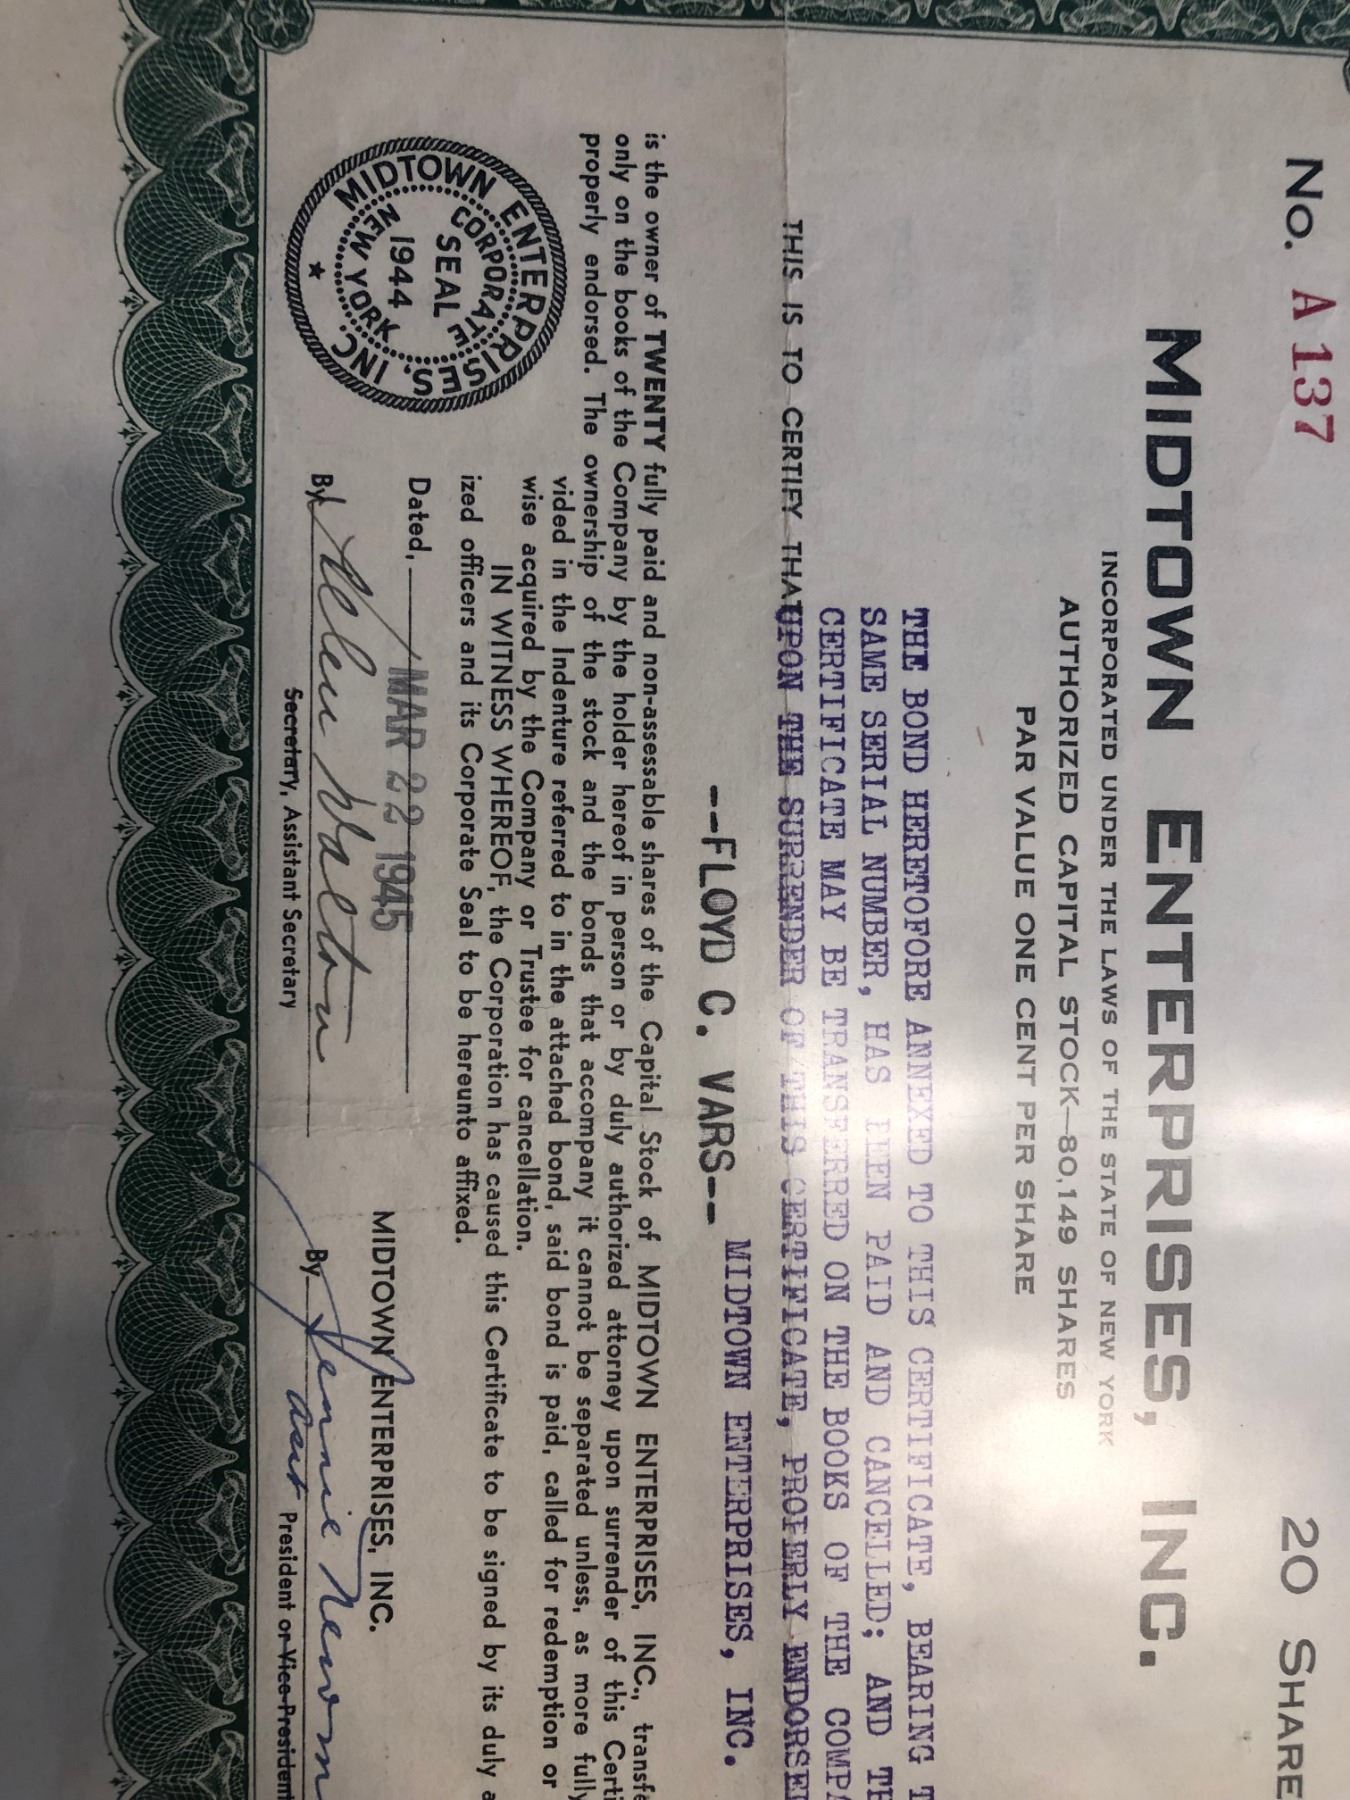 No. A 137
20 SHARE
MIDTOWN ENTERPRISES, INC.
INCORPORATED UNDER THE LAWS OF THE STATE OF NEW YORK
AUTHORIZED CAPITAL STOCK—80,149 SHARES
PAR VALUE ONE CENT PER SHARE
THE BOND HERETOFORE ANNEXED TO THIS CERTIFICATE, BEARING T
SAME SERIAL NUMBER, HAS BEEN PAID AND CANCELLED; AND TH
CERTIFICATE MAY BE TRANSFERRED ON THE BOOKS OF THE COMPA
THIS IS TO CERTIFY THAT UPON THE SURRENDER OF THIS CERTIFICATE, PROPERLY ENDORSE
MIDTOWN ENTERPRISES, INC.
--FLOYD C. VARS--
is the owner of TWENTY fully paid and non-assessable shares of the Capital Stock of MIDTOWN ENTERPRISES, INC., transfe
only on the books of the Company by the holder hereof in person or by duly authorized attorney upon surrender of this Certi
properly endorsed. The ownership of the stock and the bonds that accompany it cannot be separated unless, as more fully
vided in the Indenture referred to in the attached bond, said bond is paid, called for redemption or
wise acquired by the Company or Trustee for cancellation.
IN WITNESS WHEREOF, the Corporation has caused this Certificate to be signed by its duly a
ized officers and its Corporate Seal to be hereunto affixed.
MIDTOWN ENTERPRISES, INC.
CORPORATE
SEAL
1944
NEW YORK
Dated, MAR 22 1945
MIDTOWN ENTERPRISES, INC.
By Helen Walton
Secretary, Assistant Secretary
By Jennie Newom
asst President or Vice-President